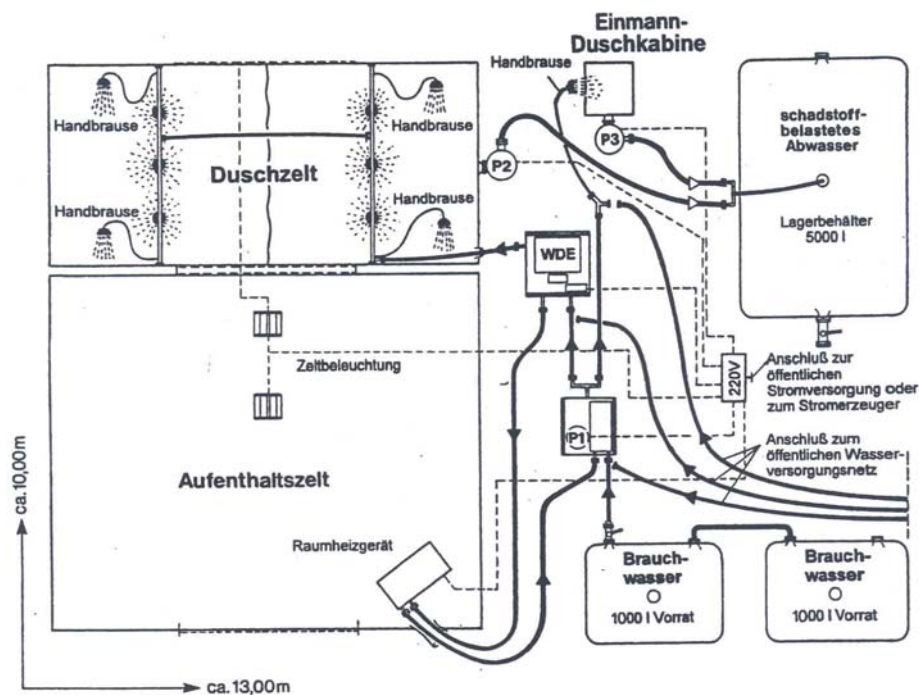 Einmann-
Duschkabine
Handbrause
Handbrause
Handbrause
P3
schadstoff-
belastetes
Abwasser
P2
Duschzelt
Handbrause
Handbrause
Lagerbehälter
5000 l
WDE
Zeltbeleuchtung
220V
Anschluß zur
öffentlichen
Stromversorgung oder
zum Stromerzeuger
P1
Anschluß zum
öffentlichen Wasser-
versorgungsnetz
Aufenthaltszelt
ca. 10,00m
Raumheizgerät
Brauch-
wasser
1000 l Vorrat
Brauch-
wasser
1000 l Vorrat
ca. 13,00m